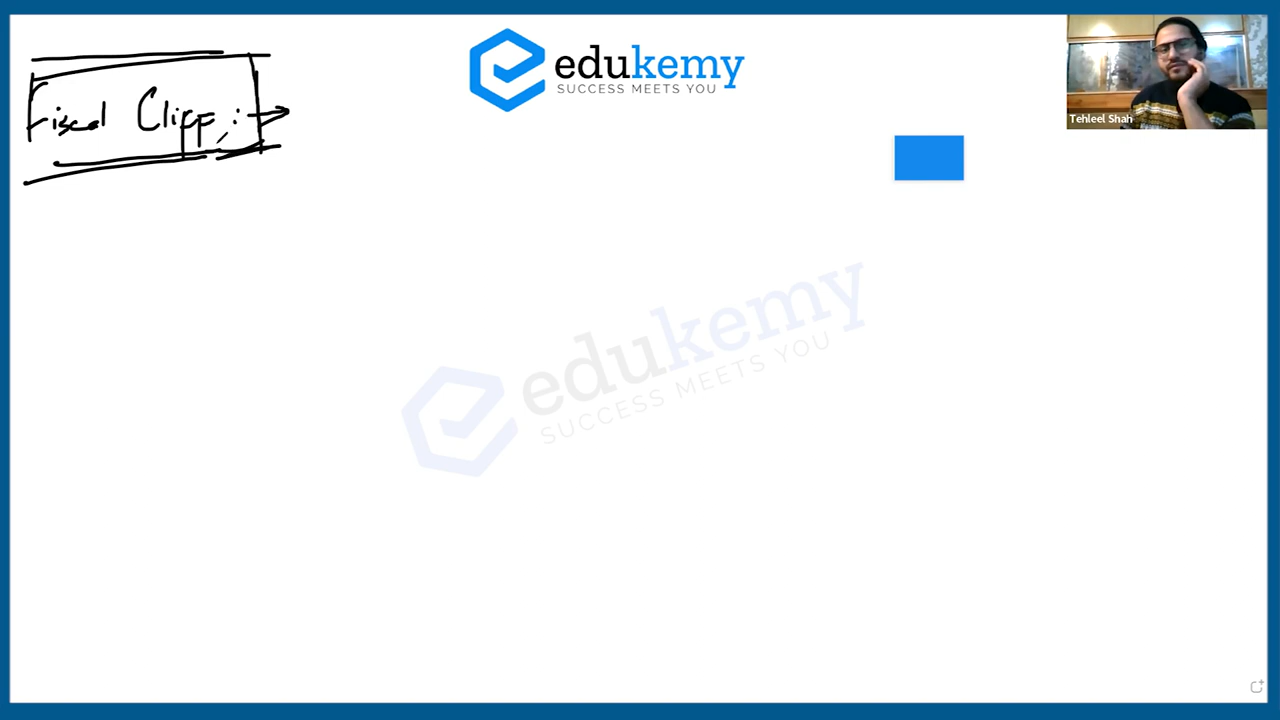 edukemy
SUCCESS MEETS YOU
Fiscal Cliff :→
Tehleel Shah
edukemy
SUCCESS MEETS YOU